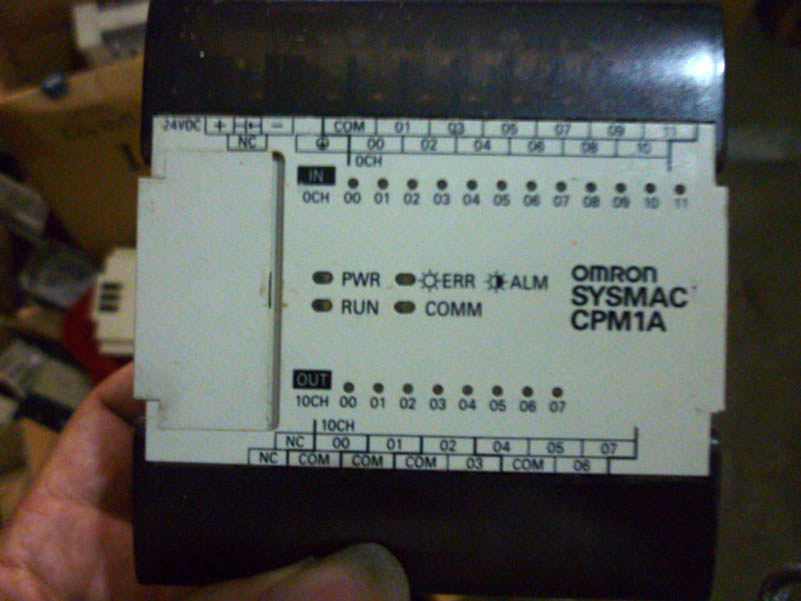 24VDC + - COM 01 03 05 07 09 11
NC 00 02 04 06 08 10
0CH
IN
0CH 00 01 02 03 04 05 06 07 08 09 10 11
PWR ERR ALM
RUN COMM
OMRON
SYSMAC
CPM1A
OUT
10CH 00 01 02 03 04 05 06 07
10CH
NC 00 01 02 04 05 07
NC COM COM COM 03 COM 06